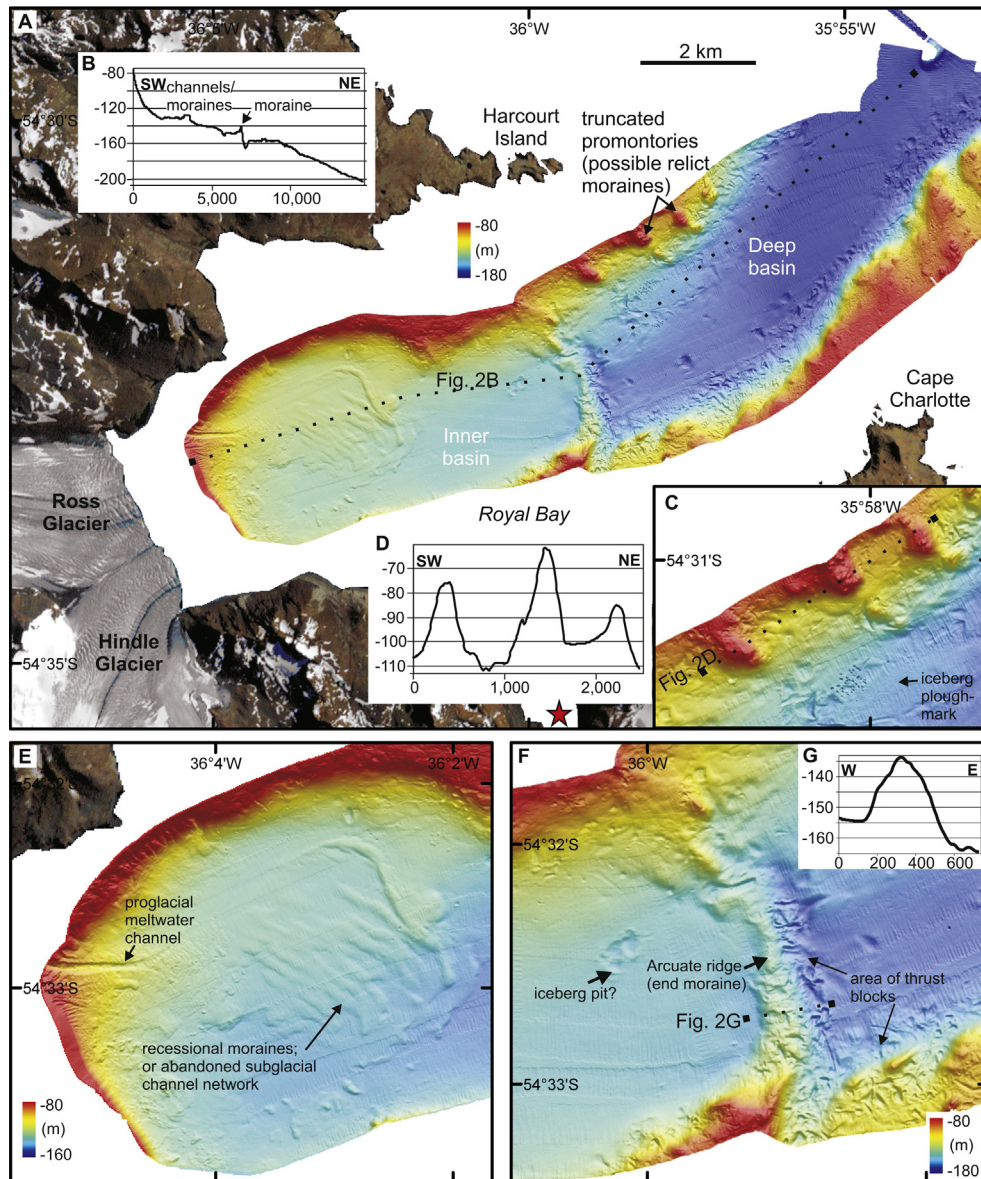 A
36°5'W
36°W
35°55'W
2 km
B
-80
-120
-160
-200
SW
channels/
moraines
NE
moraine
0
5,000
10,000
54°30'S
Harcourt
Island
truncated
promontories
(possible relict
moraines)
-80
(m)
-180
Deep
basin
Fig. 2B
Inner
basin
Cape
Charlotte
Ross
Glacier
Royal Bay
Hindle
Glacier
54°35'S
D
SW
NE
-70
-80
-90
-100
-110
0
1,000
2,000
C
35°58'W
54°31'S
Fig. 2D
iceberg
plough-
mark
E
36°4'W
36°2'W
54°32'S
proglacial
meltwater
channel
54°33'S
recessional moraines;
or abandoned subglacial
channel network
-80
(m)
-160
F
36°W
54°32'S
G
W
E
-140
-150
-160
0
200
400
600
iceberg pit?
Arcuate ridge
(end moraine)
area of thrust
blocks
Fig. 2G
54°33'S
-80
(m)
-180